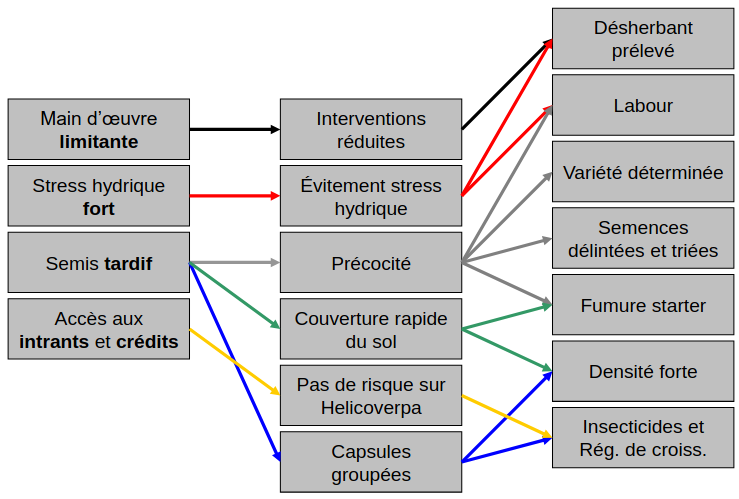 Main d'œuvre
limitante
Stress hydrique
fort
Semis tardif
Accès aux
intrants et crédits
Interventions
réduites
Évitement stress
hydrique
Précocité
Couverture rapide
du sol
Pas de risque sur
Helicoverpa
Capsules
groupées
Désherbant
prélevé
Labour
Variété déterminée
Semences
délintées et triées
Fumure starter
Densité forte
Insecticides et
Rég. de croiss.